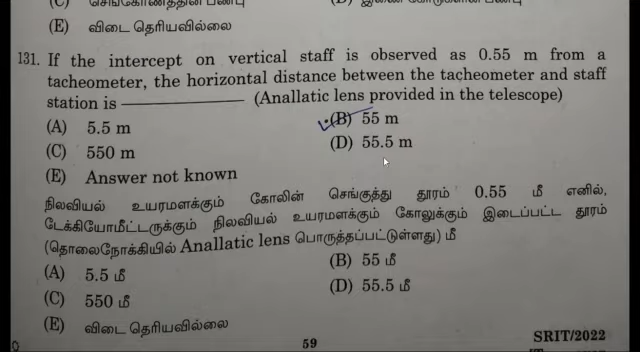 (E) விடை தெரியவில்லை
131. If the intercept on vertical staff is observed as 0.55 m from a
tacheometer, the horizontal distance between the tacheometer and staff
station is ____________ (Anallatic lens provided in the telescope)
(A) 5.5 m (B) 55 m
(C) 550 m (D) 55.5 m
(E) Answer not known
நிலவியல் உயரமளக்கும் கோலின் செங்குத்து தூரம் 0.55 மீ எனில்,
டேக்கியோமீட்டருக்கும் நிலவியல் உயரமளக்கும் கோலுக்கும் இடைப்பட்ட தூரம்
(தொலைநோக்கியில் Anallatic lens பொருத்தப்பட்டுள்ளது) மீ
(A) 5.5 மீ (B) 55 மீ
(C) 550 மீ (D) 55.5 மீ
(E) விடை தெரியவில்லை
59 SRIT/2022